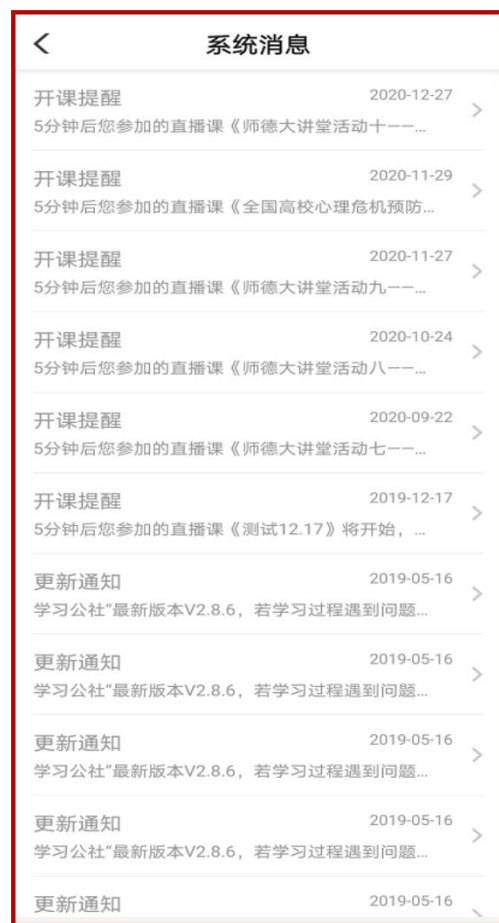 系统消息
开课提醒 2020-12-27
5分钟后您参加的直播课《师德大讲堂活动十——...
开课提醒 2020-11-29
5分钟后您参加的直播课《全国高校心理危机预防...
开课提醒 2020-11-27
5分钟后您参加的直播课《师德大讲堂活动九——...
开课提醒 2020-10-24
5分钟后您参加的直播课《师德大讲堂活动八——...
开课提醒 2020-09-22
5分钟后您参加的直播课《师德大讲堂活动七——...
开课提醒 2019-12-17
5分钟后您参加的直播课《测试12.17》将开始，...
更新通知 2019-05-16
学习公社"最新版本V2.8.6，若学习过程遇到问题...
更新通知 2019-05-16
学习公社"最新版本V2.8.6，若学习过程遇到问题...
更新通知 2019-05-16
学习公社"最新版本V2.8.6，若学习过程遇到问题...
更新通知 2019-05-16
学习公社"最新版本V2.8.6，若学习过程遇到问题...
更新通知 2019-05-16